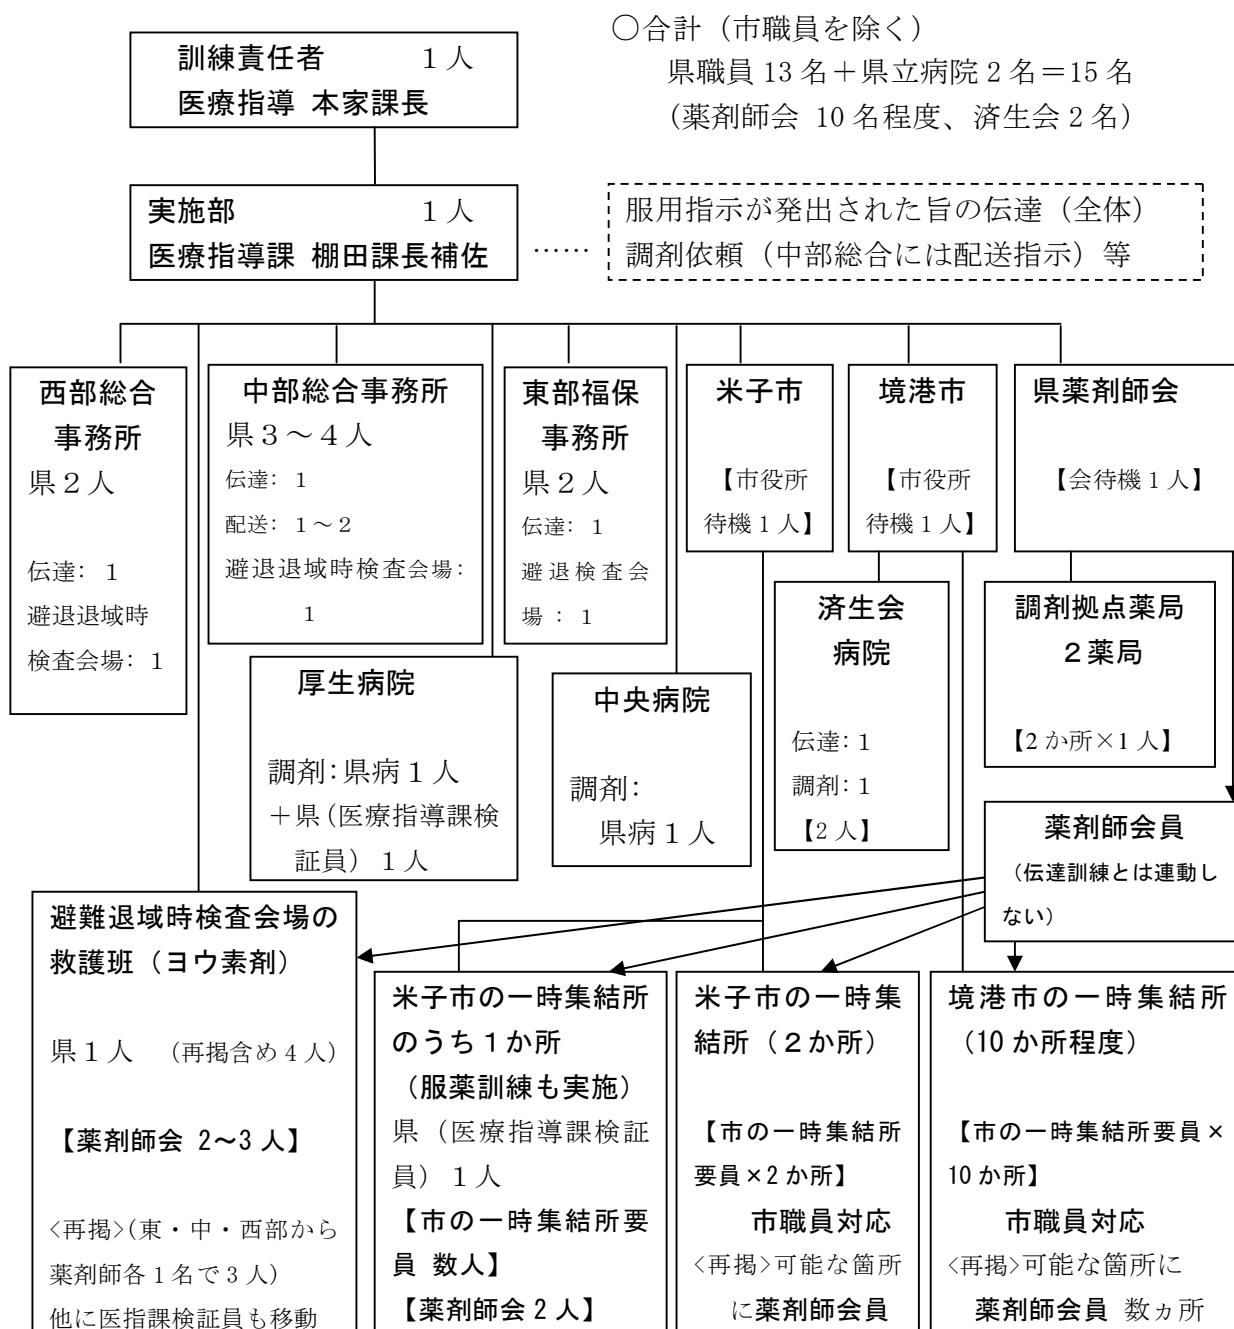 訓練責任者　１人
医療指導 本家課長
○合計（市職員を除く）
県職員 13 名＋県立病院 2 名＝15 名
（薬剤師会 10 名程度、済生会 2 名）
実施部　１人
医療指導課 棚田課長補佐
……
服用指示が発出された旨の伝達（全体）
調剤依頼（中部総合には配送指示）等
西部総合
事務所
県２人
伝達：1
避退退域時
検査会場：1
中部総合事務所
県３～４人
伝達：1
配送：1～2
避退退域時検査会場：
1
東部福保
事務所
県２人
伝達：1
避退検査会
場：1
米子市
【市役所
待機 1 人】
境港市
【市役所
待機 1 人】
県薬剤師会
【会待機 1 人】
厚生病院
調剤：県病１人
＋県（医療指導課検
証員）１人
中央病院
調剤：
県病１人
済生会
病院
伝達：1
調剤：1
【2 人】
調剤拠点薬局
２薬局
【2 か所×1 人】
薬剤師会員
（伝達訓練とは連動し
ない）
避難退域時検査会場の
救護班（ヨウ素剤）
県１人　（再掲含め 4 人）
【薬剤師会 2～3 人】
<再掲>（東・中・西部から
薬剤師各 1 名で 3 人）
他に医指課検証員も移動
米子市の一時集結所
のうち１か所
（服薬訓練も実施）
県（医療指導課検証
員）１人
【市の一時集結所要
員 数人】
【薬剤師会 2 人】
米子市の一時集
結所（２か所）
【市の一時集結所
要員×2 か所】
市職員対応
<再掲>可能な箇所
に薬剤師会員
境港市の一時集結所
（10 か所程度）
【市の一時集結所要員×
10 か所】
市職員対応
<再掲>可能な箇所に
薬剤師会員 数ヵ所